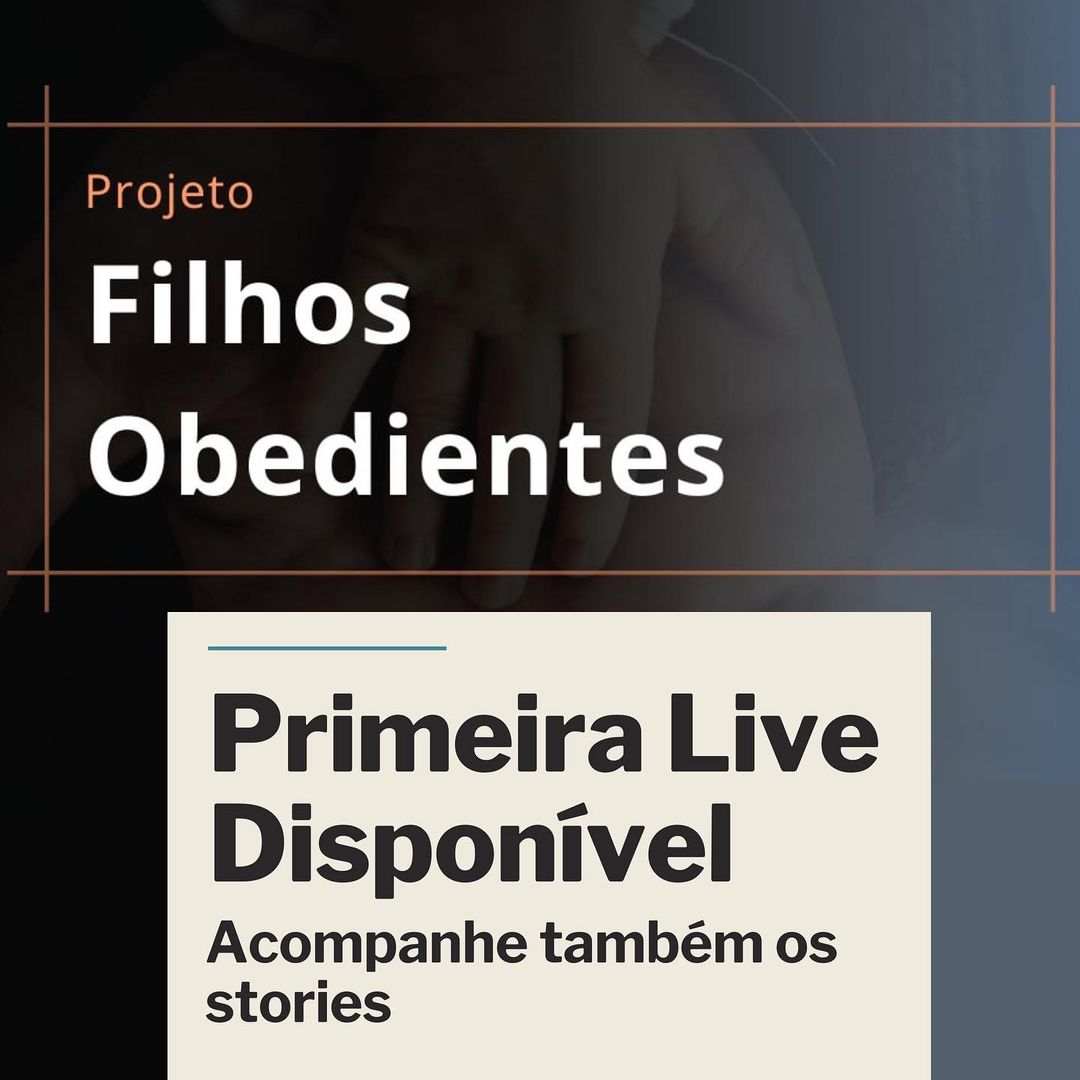 Projeto
Filhos
Obedientes
Primeira Live
Disponível
Acompanhe também os
stories